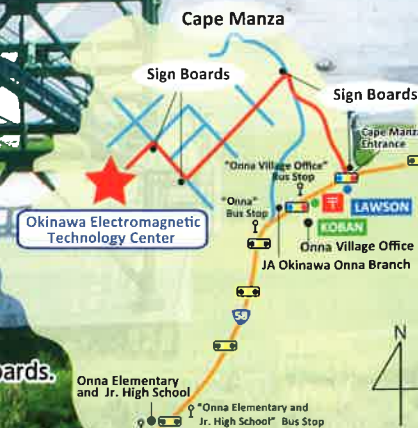 Cape Manza
Sign Boards
Sign Boards
Cape Manza
Entrance
"Onna Village Office"
Bus Stop
"Onna"
Bus Stop
〒
LAWSON
KOBAN
Okinawa Electromagnetic
Technology Center
Onna Village Office
JA Okinawa Onna Branch
58
oards.
Onna Elementary
and Jr. High School
"Onna Elementary and
Jr. High School" Bus Stop
N